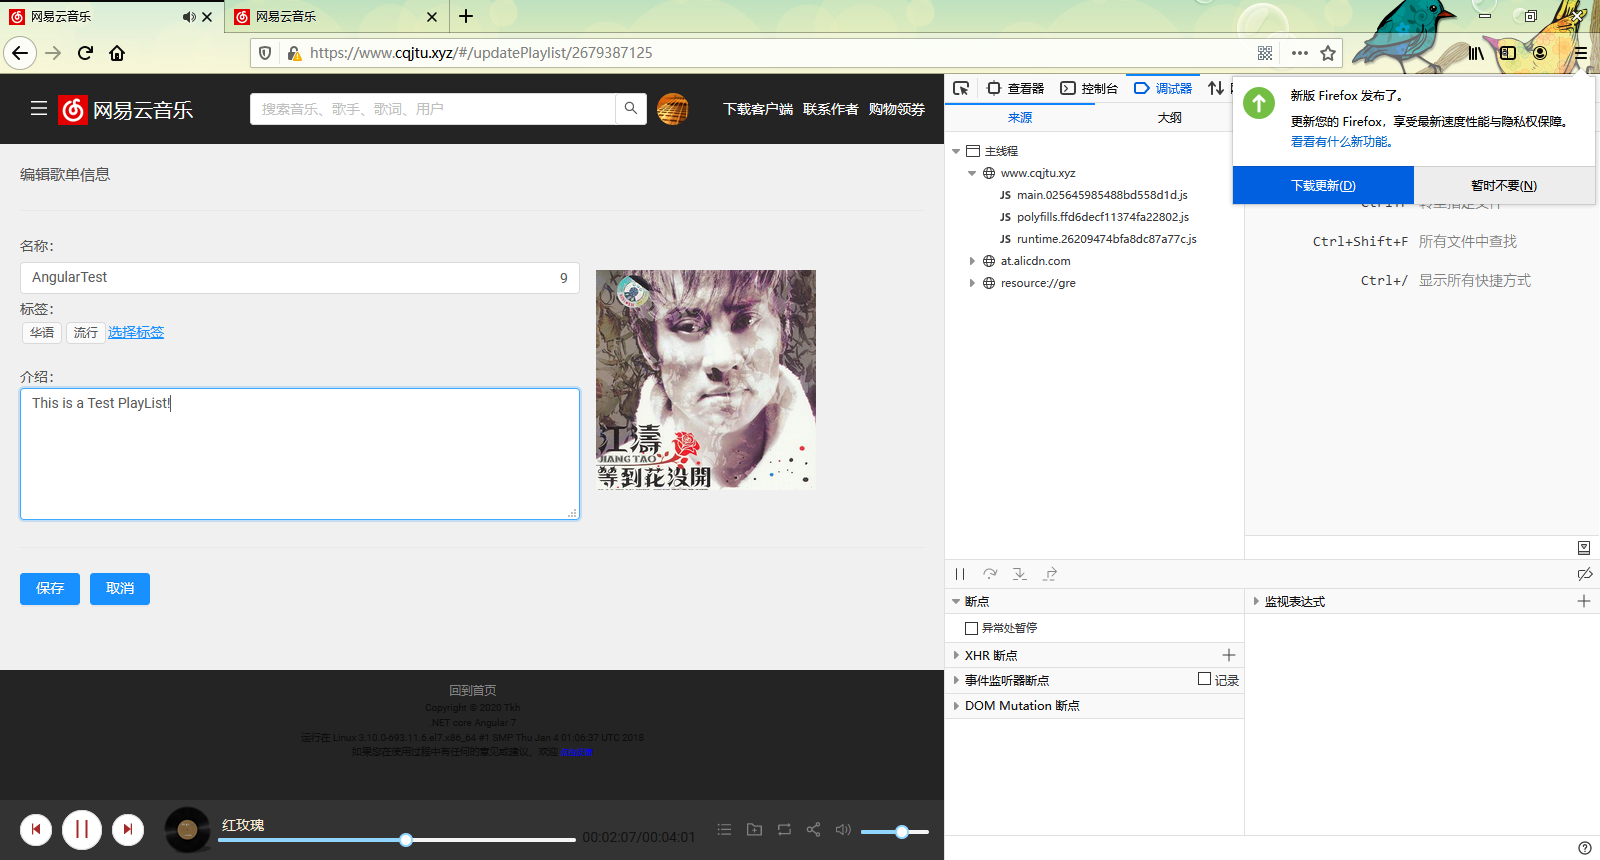 网易云音乐
网易云音乐
https://www.cqjtu.xyz/#/updatePlaylist/2679387125
网易云音乐
搜索音乐、歌手、歌词、用户
下载客户端 联系作者 购物领券
编辑歌单信息
名称：
AngularTest 9
标签：
华语 流行 选择标签
介绍：
This is a Test PlayList!
江濤
JIANG TAO
等到花没開
保存 取消
回到首页
Copyright © 2020 Tkh
.NET core Angular 7
运行在 Linux 3.10.0-693.11.6.el7.x86_64 #1 SMP Thu Jan 4 01:06:37 UTC 2018
如果您在使用过程中有任何的意见或建议，欢迎
红玫瑰
00:02:07/00:04:01
查看器 控制台 调试器
来源 大纲
主线程
www.cqjtu.xyz
JS main.025645985488bd558d1d.js
JS polyfills.ffd6decf11374fa22802.js
JS runtime.26209474bfa8dc87a77c.js
at.alicdn.com
resource://gre
新版 Firefox 发布了。
更新您的 Firefox，享受最新速度性能与隐私权保障。
看看有什么新功能。
下载更新(D) 暂时不要(N)
Ctrl+P 转至指定文件
Ctrl+Shift+F 所有文件中查找
Ctrl+/ 显示所有快捷方式
断点
异常处暂停
XHR 断点
事件监听器断点 记录
DOM Mutation 断点
监视表达式